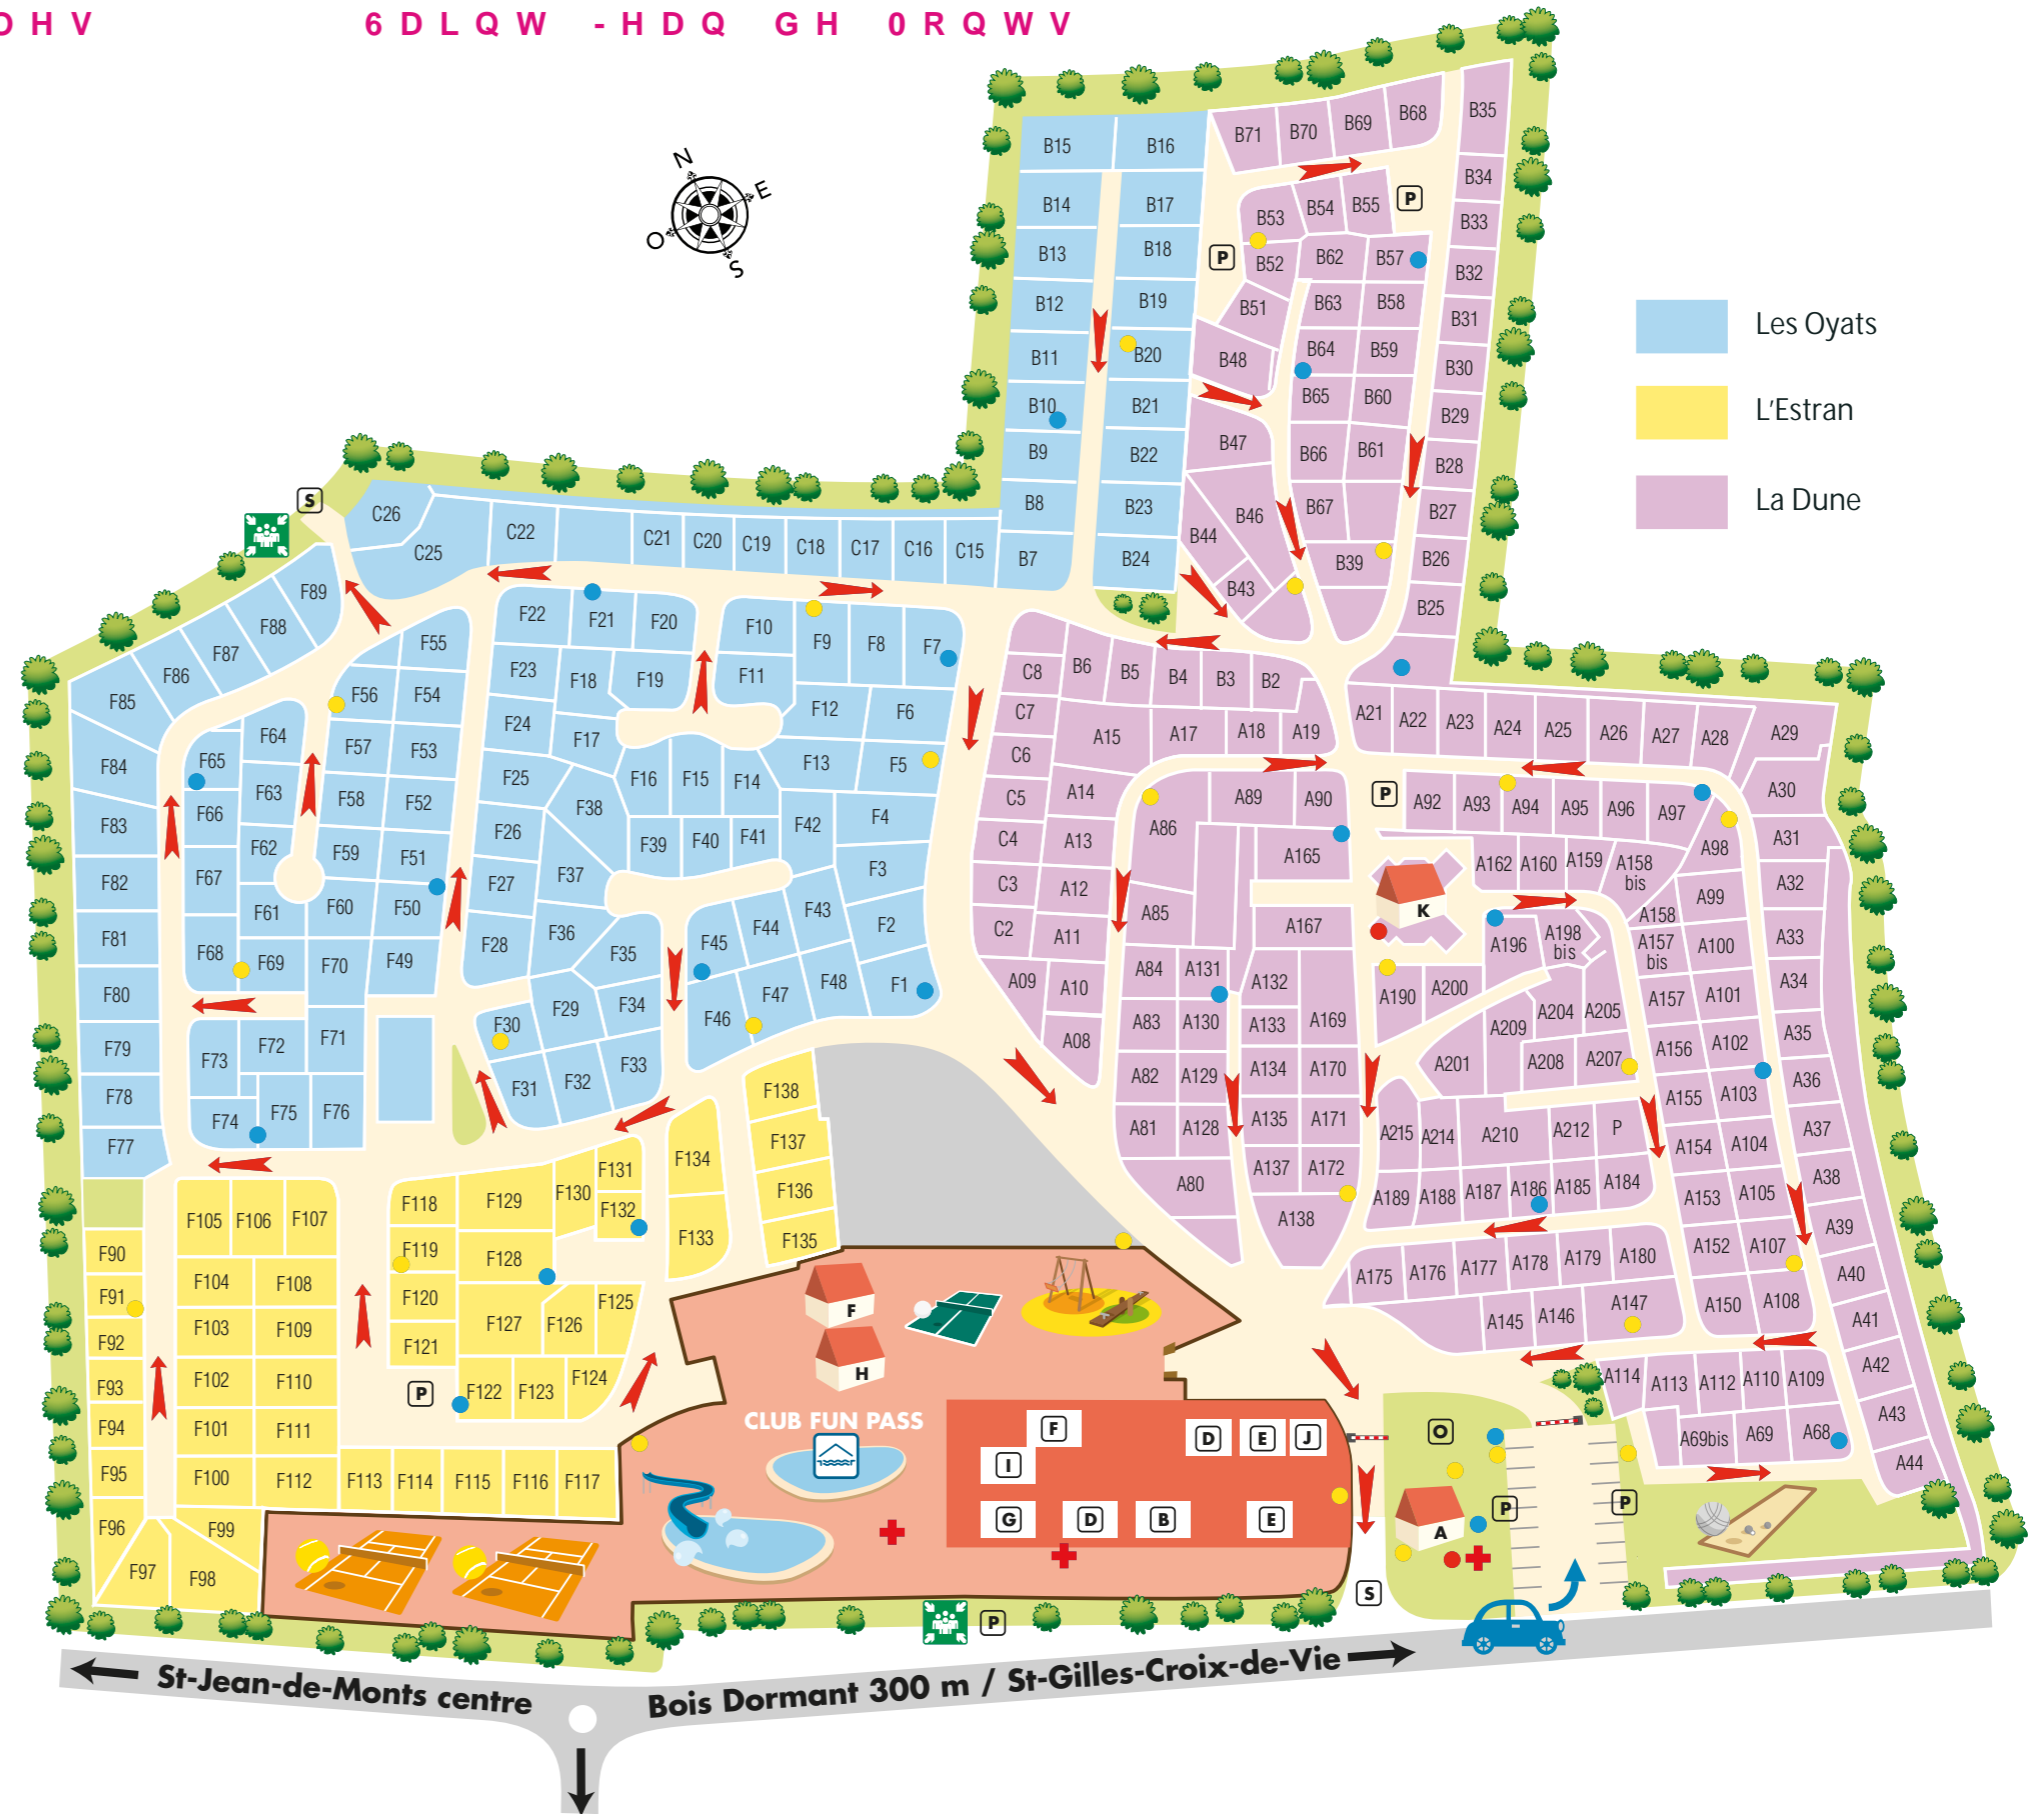 DHV 6DLQW -HDQ GH 0RQWV
N
E
O
S
Les Oyats
L'Estran
La Dune
B15 B16 B71 B70 B69 B68 B35
B14 B17 B53 B54 B55 P B34
B13 B18 P B52 B62 B57 B33
B12 B19 B51 B63 B58 B32
B11 B20 B48 B64 B59 B31
B10 B21 B65 B60 B30
B9 B22 B47 B66 B61 B29
B8 B23 B44 B46 B67 B28
B7 B24 B43 B39 B27
B26
B25
S
C26 C25 C22 C21 C20 C19 C18 C17 C16 C15
F89 F22 F21 F20 F10 F9 F8 F7
F88 F55 F23 F18 F19 F11
F87 F56 F54 F24 F17 F12 F6
F86 F64 F57 F53 F25 F16 F15 F14 F13 F5
F85 F65 F63 F58 F52 F38 F42 F4
F84 F66 F62 F59 F51 F26 F39 F40 F41 F3
F83 F67 F61 F60 F50 F27 F37 F43 F2
F82 F68 F69 F70 F49 F28 F36 F35 F45 F44
F81 F29 F34 F46 F47 F48 F1
F80 F73 F72 F71 F30 F33
F79 F74 F75 F76 F31 F32
F78
F77
C8 B6 B5 B4 B3 B2
C7 A15 A17 A18 A19 A21 A22 A23 A24 A25 A26 A27 A28 A29
C6 A14 A86 A89 A90 P A92 A93 A94 A95 A96 A97 A30
C5 A13 A165 A162 A160 A159 A158 bis A98 A31
C4 A12 A85 A167 K A158 A99 A32
C3 A11 A84 A131 A132 A196 A198 bis A157 bis A100 A33
C2 A10 A83 A130 A133 A169 A190 A200 A209 A204 A205 A157 A101 A34
A09 A08 A82 A129 A134 A170 A201 A208 A207 A156 A102 A35
A81 A128 A135 A171 A215 A214 A210 A212 P A155 A103 A36
A80 A137 A172 A189 A188 A187 A186 A185 A184 A154 A104 A37
A138 A175 A176 A177 A178 A179 A180 A153 A105 A38
A145 A146 A147 A152 A107 A39
A150 A108 A40
A41
A114 A113 A112 A110 A109 A42
A69bis A69 A68 A43
A44
F138
F137
F136
F135
F134
F133
F105 F106 F107 F118 F129 F130 F131 F132
F90 F104 F108 F119 F128
F91 F103 F109 F120 F127 F126 F125
F92 F102 F110 F121
F93 F101 F111 P F122 F123 F124
F94 F100 F112 F113 F114 F115 F116 F117
F95
F96 F99
F97 F98
F
H
CLUB FUN PASS
F D E J
I
G D B E
O
A P P
S
P
St-Jean-de-Monts centre
Bois Dormant 300 m / St-Gilles-Croix-de-Vie